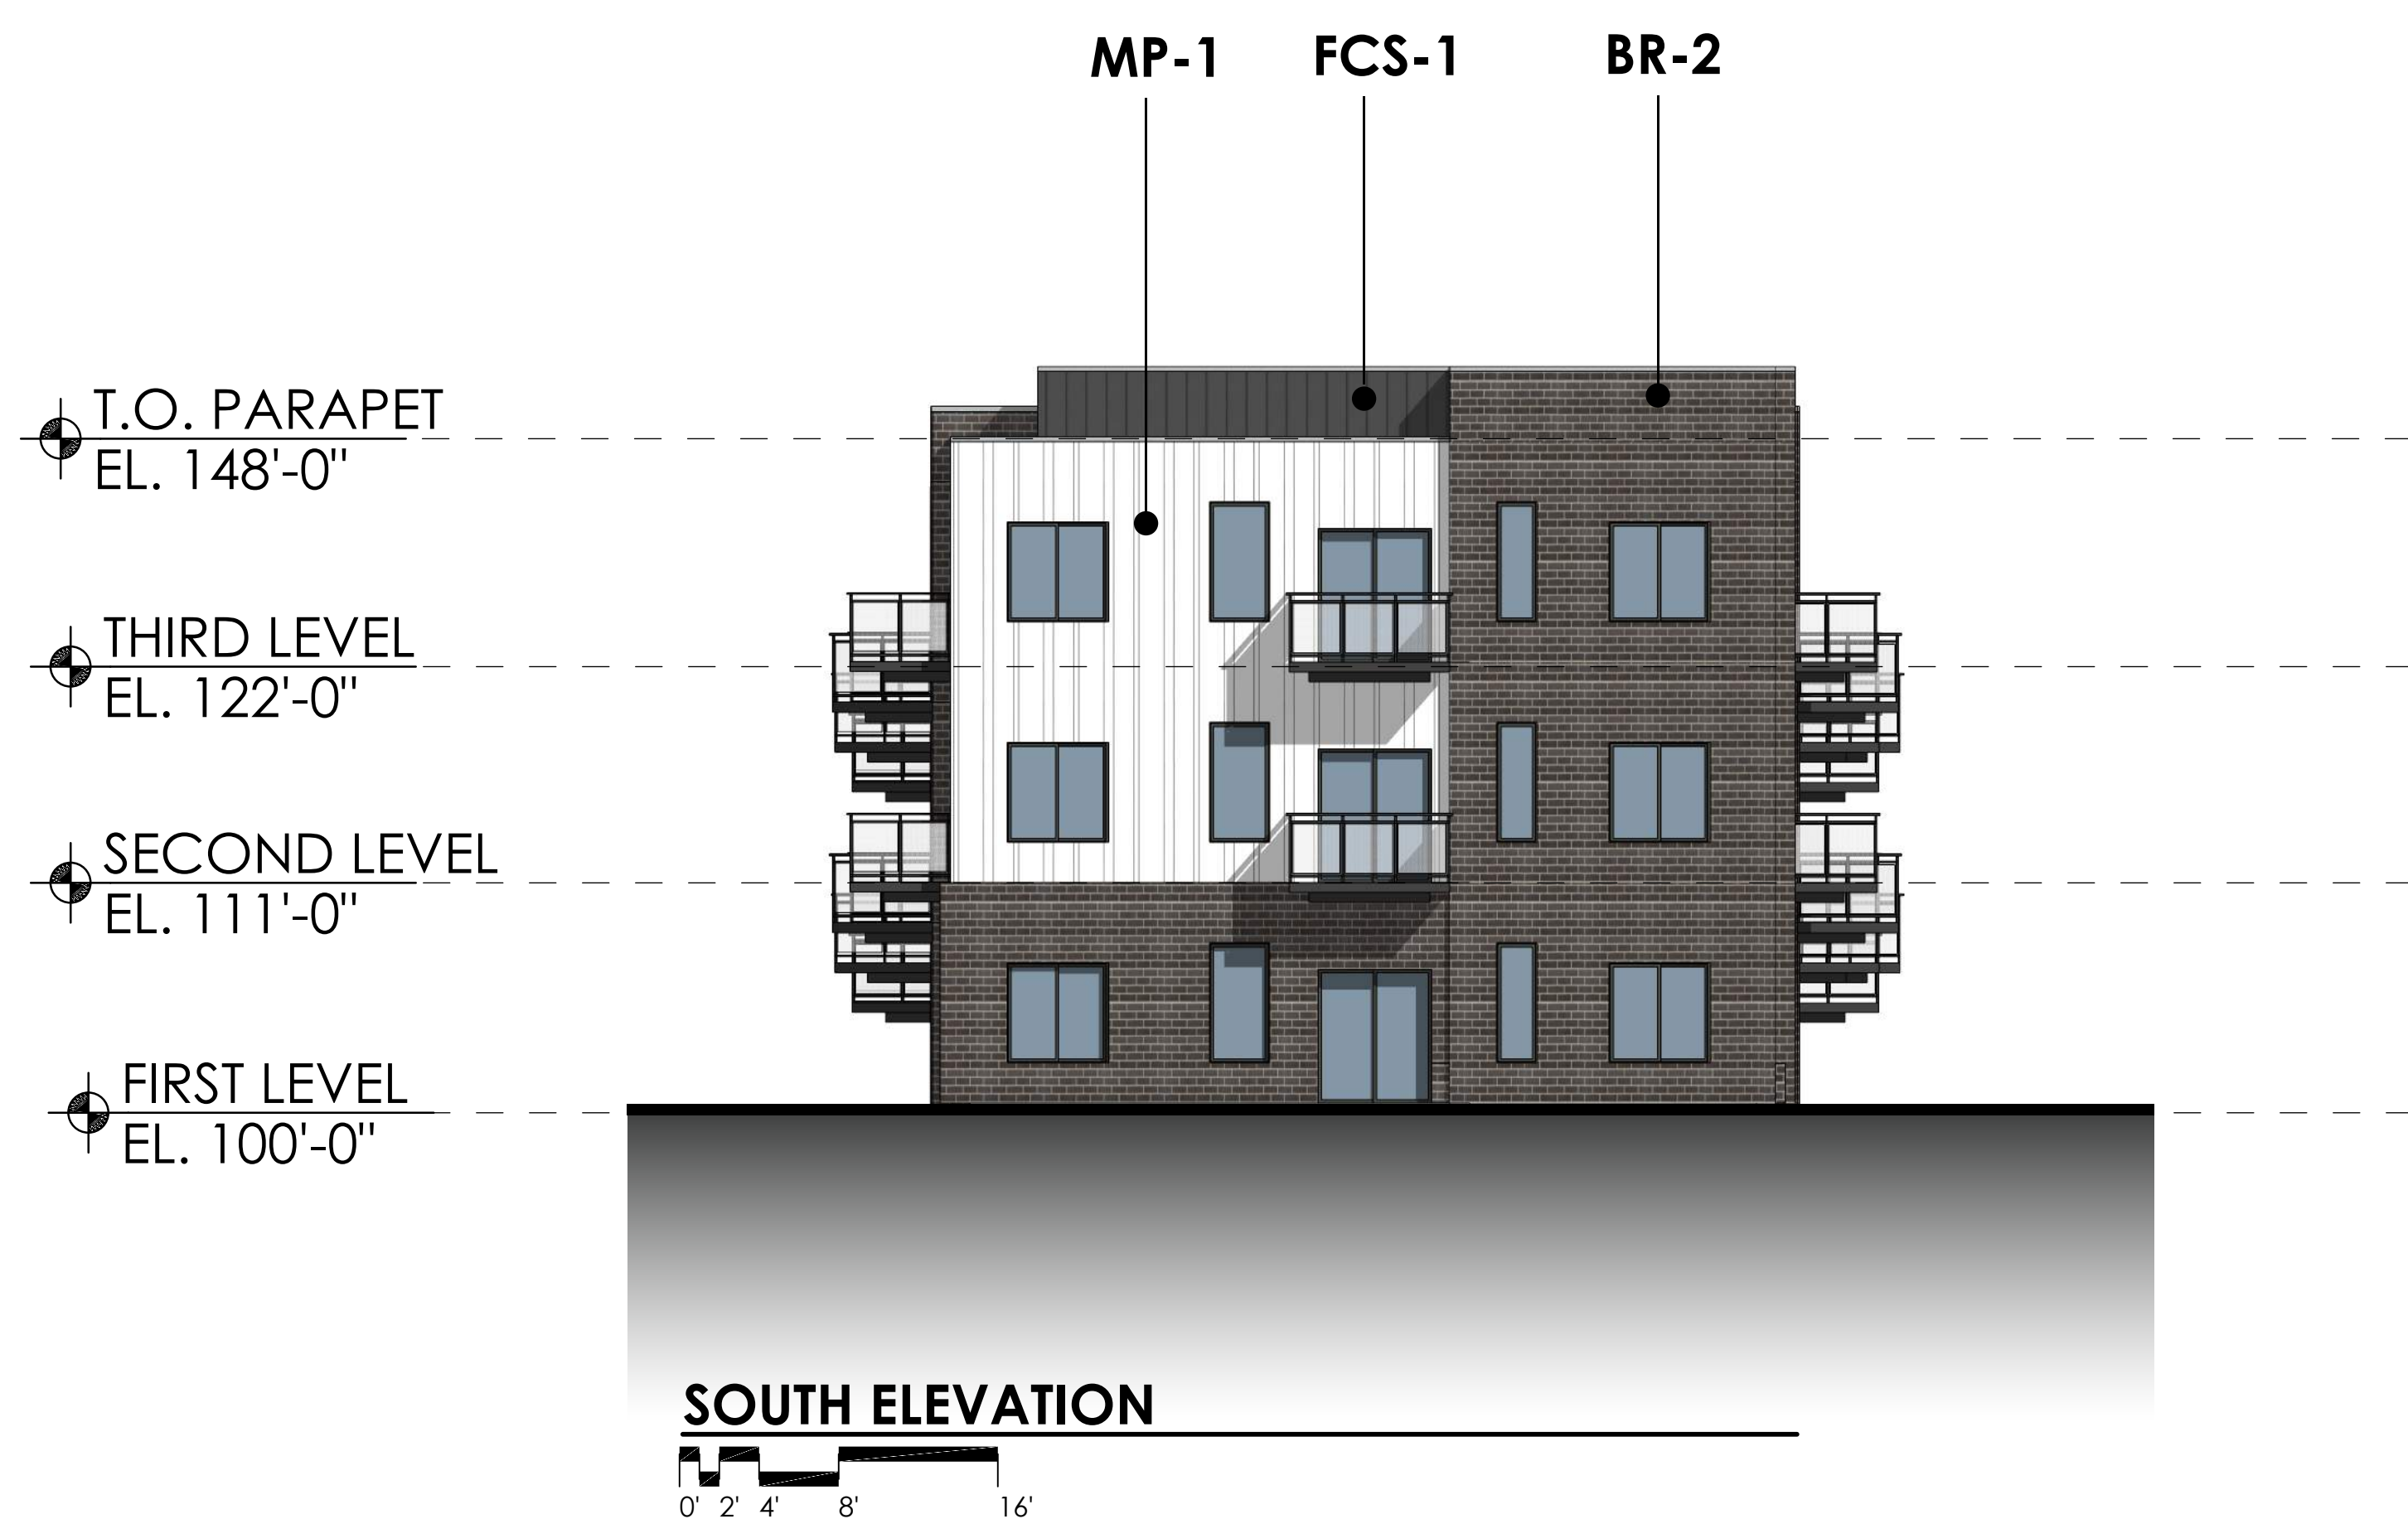 MP-1 FCS-1 BR-2
T.O. PARAPET
EL. 148'-0"
THIRD LEVEL
EL. 122'-0"
SECOND LEVEL
EL. 111'-0"
FIRST LEVEL
EL. 100'-0"
SOUTH ELEVATION
0' 2' 4' 8' 16'